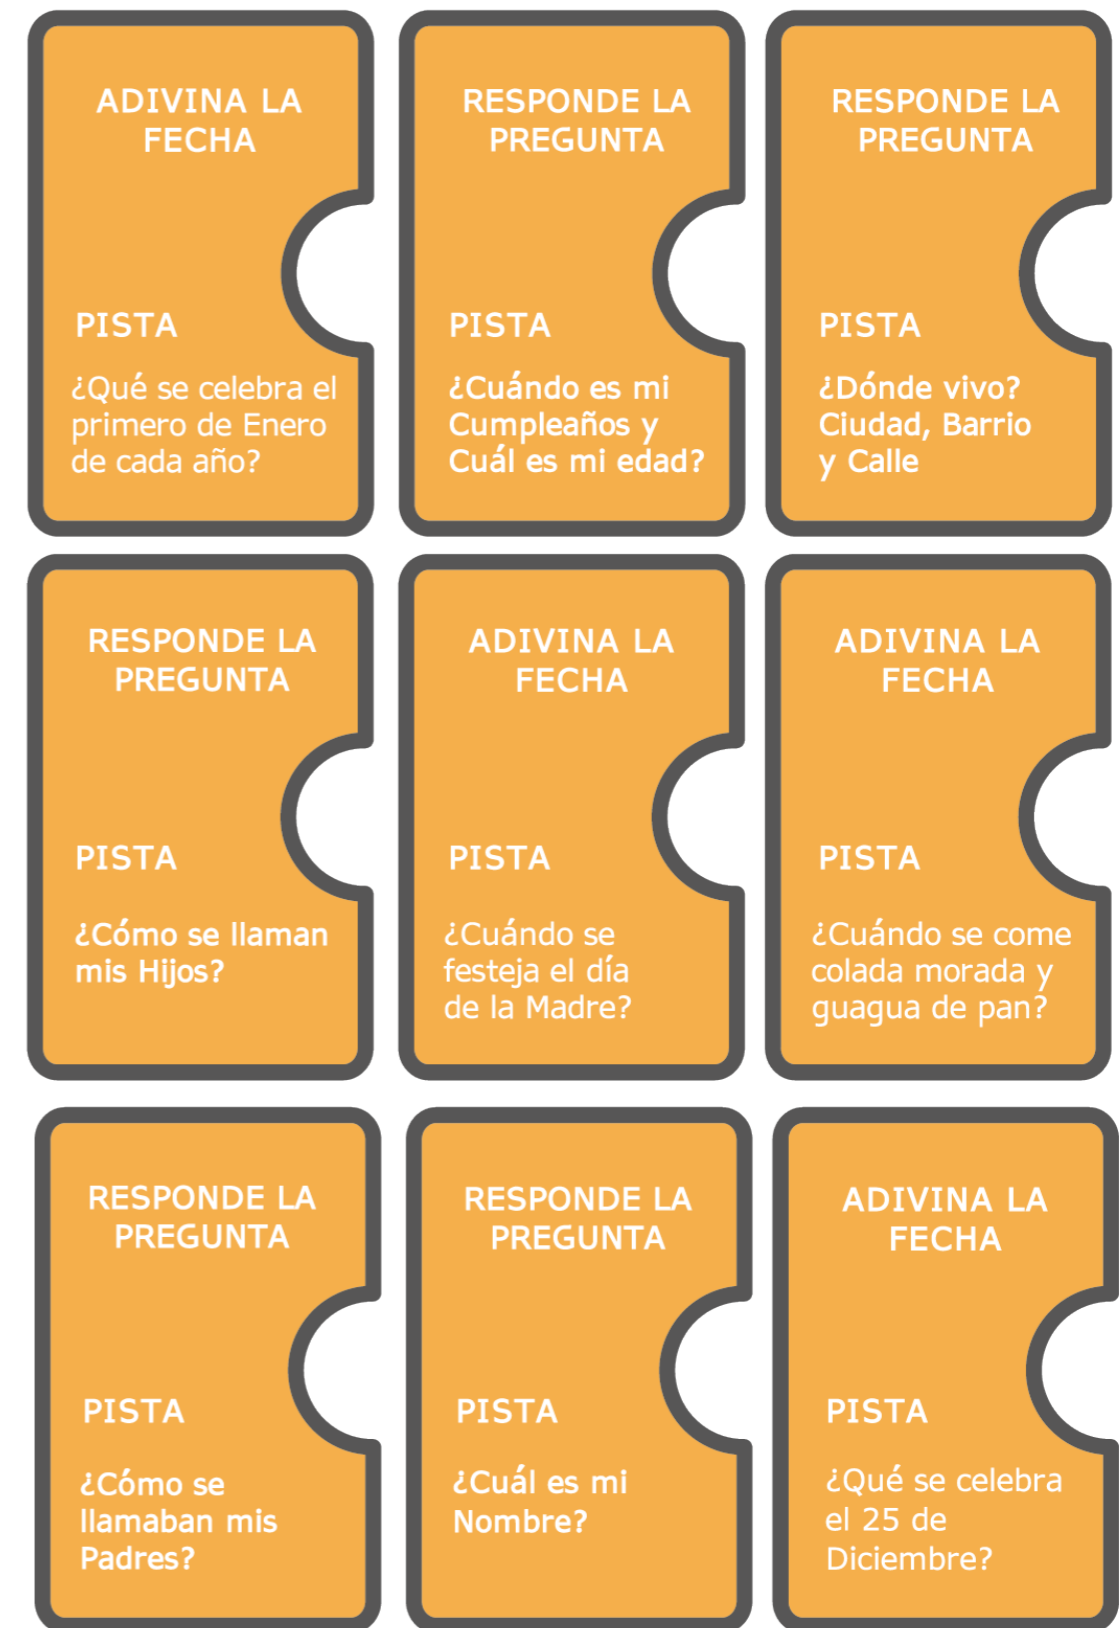 ADIVINA LA
FECHA
PISTA
¿Qué se celebra el
primero de Enero
de cada año?
RESPONDE LA
PREGUNTA
PISTA
¿Cuándo es mi
Cumpleaños y
Cuál es mi edad?
RESPONDE LA
PREGUNTA
PISTA
¿Dónde vivo?
Ciudad, Barrio
y Calle
RESPONDE LA
PREGUNTA
PISTA
¿Cómo se llaman
mis Hijos?
ADIVINA LA
FECHA
PISTA
¿Cuándo se
festeja el día
de la Madre?
ADIVINA LA
FECHA
PISTA
¿Cuándo se come
colada morada y
guagua de pan?
RESPONDE LA
PREGUNTA
PISTA
¿Cómo se
llamaban mis
Padres?
RESPONDE LA
PREGUNTA
PISTA
¿Cuál es mi
Nombre?
ADIVINA LA
FECHA
PISTA
¿Qué se celebra
el 25 de
Diciembre?